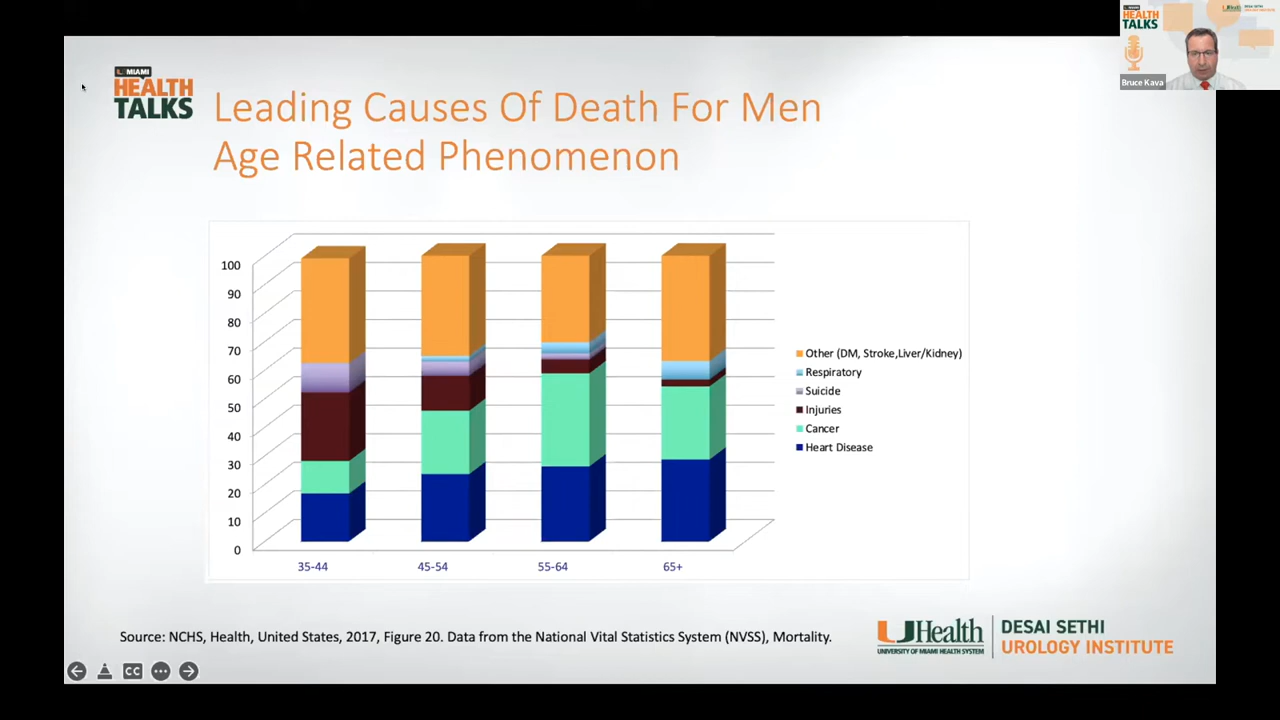 MIAMI
HEALTH
TALKS
Leading Causes Of Death For Men
Age Related Phenomenon
HEALTH
TALKS
DESAI SETHI
Bruce Kava
100
90
80
70
60
50
40
30
20
10
0
35-44
45-54
55-64
65+
Other (DM, Stroke,Liver/Kidney)
Respiratory
Suicide
Injuries
Cancer
Heart Disease
Source: NCHS, Health, United States, 2017, Figure 20. Data from the National Vital Statistics System (NVSS), Mortality.
UHealth
UNIVERSITY OF MIAMI HEALTH SYSTEM
DESAI SETHI
UROLOGY INSTITUTE
CC